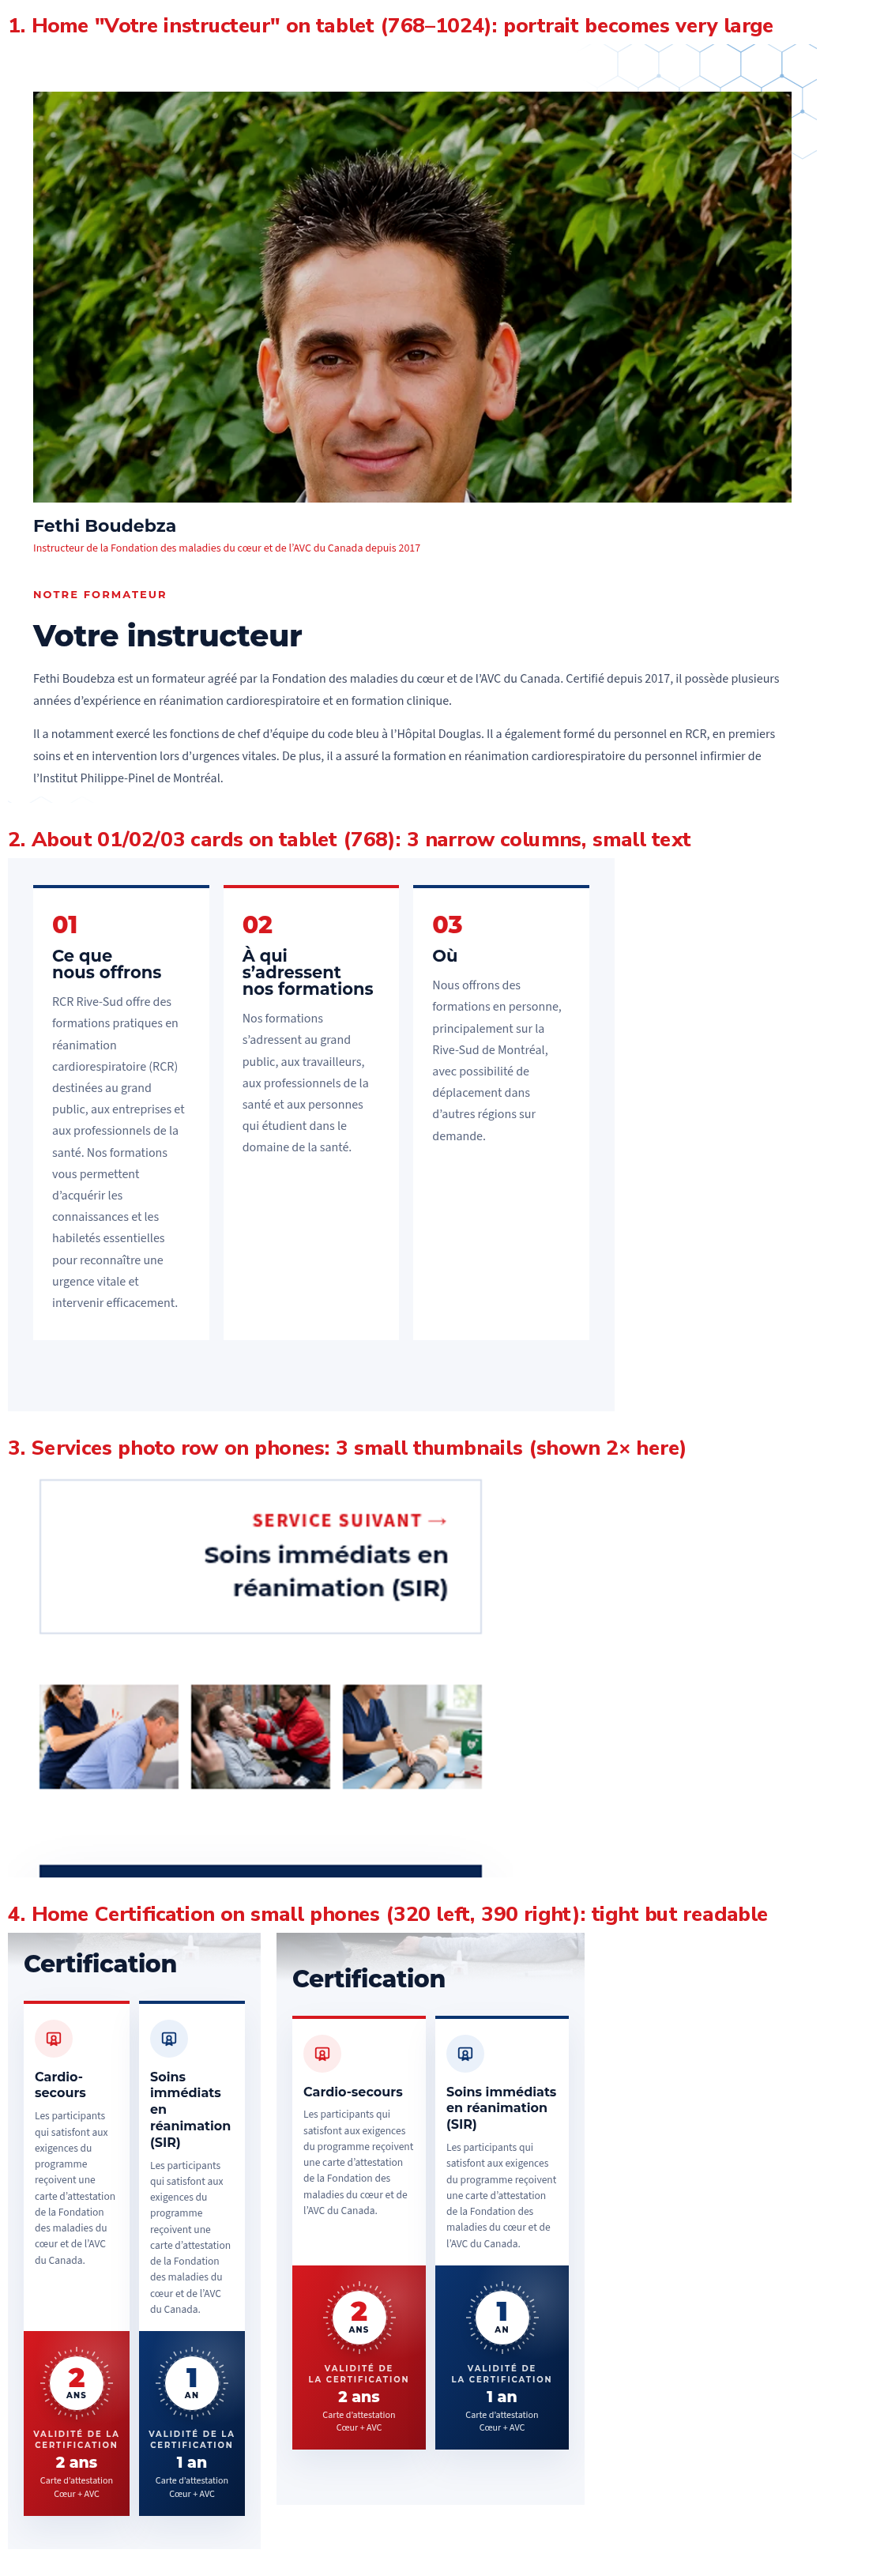 1. Home "Votre instructeur" on tablet (768–1024): portrait becomes very large
Fethi Boudebza
Instructeur de la Fondation des maladies du cœur et de l'AVC du Canada depuis 2017
NOTRE FORMATEUR
Votre instructeur
Fethi Boudebza est un formateur agréé par la Fondation des maladies du cœur et de l'AVC du Canada. Certifié depuis 2017, il possède plusieurs
années d'expérience en réanimation cardiorespiratoire et en formation clinique.
Il a notamment exercé les fonctions de chef d'équipe du code bleu à l'Hôpital Douglas. Il a également formé du personnel en RCR, en premiers
soins et en intervention lors d'urgences vitales. De plus, il a assuré la formation en réanimation cardiorespiratoire du personnel infirmier de
l'Institut Philippe-Pinel de Montréal.
2. About 01/02/03 cards on tablet (768): 3 narrow columns, small text
01
Ce que
nous offrons
RCR Rive-Sud offre des
formations pratiques en
réanimation
cardiorespiratoire (RCR)
destinées au grand
public, aux entreprises et
aux professionnels de la
santé. Nos formations
vous permettent
d'acquérir les
connaissances et les
habiletés essentielles
pour reconnaître une
urgence vitale et
intervenir efficacement.
02
À qui
s'adressent
nos formations
Nos formations
s'adressent au grand
public, aux travailleurs,
aux professionnels de la
santé et aux personnes
qui étudient dans le
domaine de la santé.
03
Où
Nous offrons des
formations en personne,
principalement sur la
Rive-Sud de Montréal,
avec possibilité de
déplacement dans
d'autres régions sur
demande.
3. Services photo row on phones: 3 small thumbnails (shown 2× here)
SERVICE SUIVANT →
Soins immédiats en
réanimation (SIR)
4. Home Certification on small phones (320 left, 390 right): tight but readable
Certification
Cardio-
secours
Les participants
qui satisfont aux
exigences du
programme
reçoivent une
carte d'attestation
de la Fondation
des maladies du
cœur et de l'AVC
du Canada.
2
ANS
VALIDITÉ DE LA
CERTIFICATION
2 ans
Carte d'attestation
Cœur + AVC
Soins
immédiats
en
réanimation
(SIR)
Les participants
qui satisfont aux
exigences du
programme
reçoivent une
carte d'attestation
de la Fondation
des maladies du
cœur et de l'AVC
du Canada.
1
AN
VALIDITÉ DE LA
CERTIFICATION
1 an
Carte d'attestation
Cœur + AVC
Certification
Cardio-secours
Les participants qui
satisfont aux exigences
du programme reçoivent
une carte d'attestation
de la Fondation des
maladies du cœur et de
l'AVC du Canada.
2
ANS
VALIDITÉ DE
LA CERTIFICATION
2 ans
Carte d'attestation
Cœur + AVC
Soins immédiats
en réanimation
(SIR)
Les participants qui
satisfont aux exigences
du programme reçoivent
une carte d'attestation
de la Fondation des
maladies du cœur et de
l'AVC du Canada.
1
AN
VALIDITÉ DE
LA CERTIFICATION
1 an
Carte d'attestation
Cœur + AVC